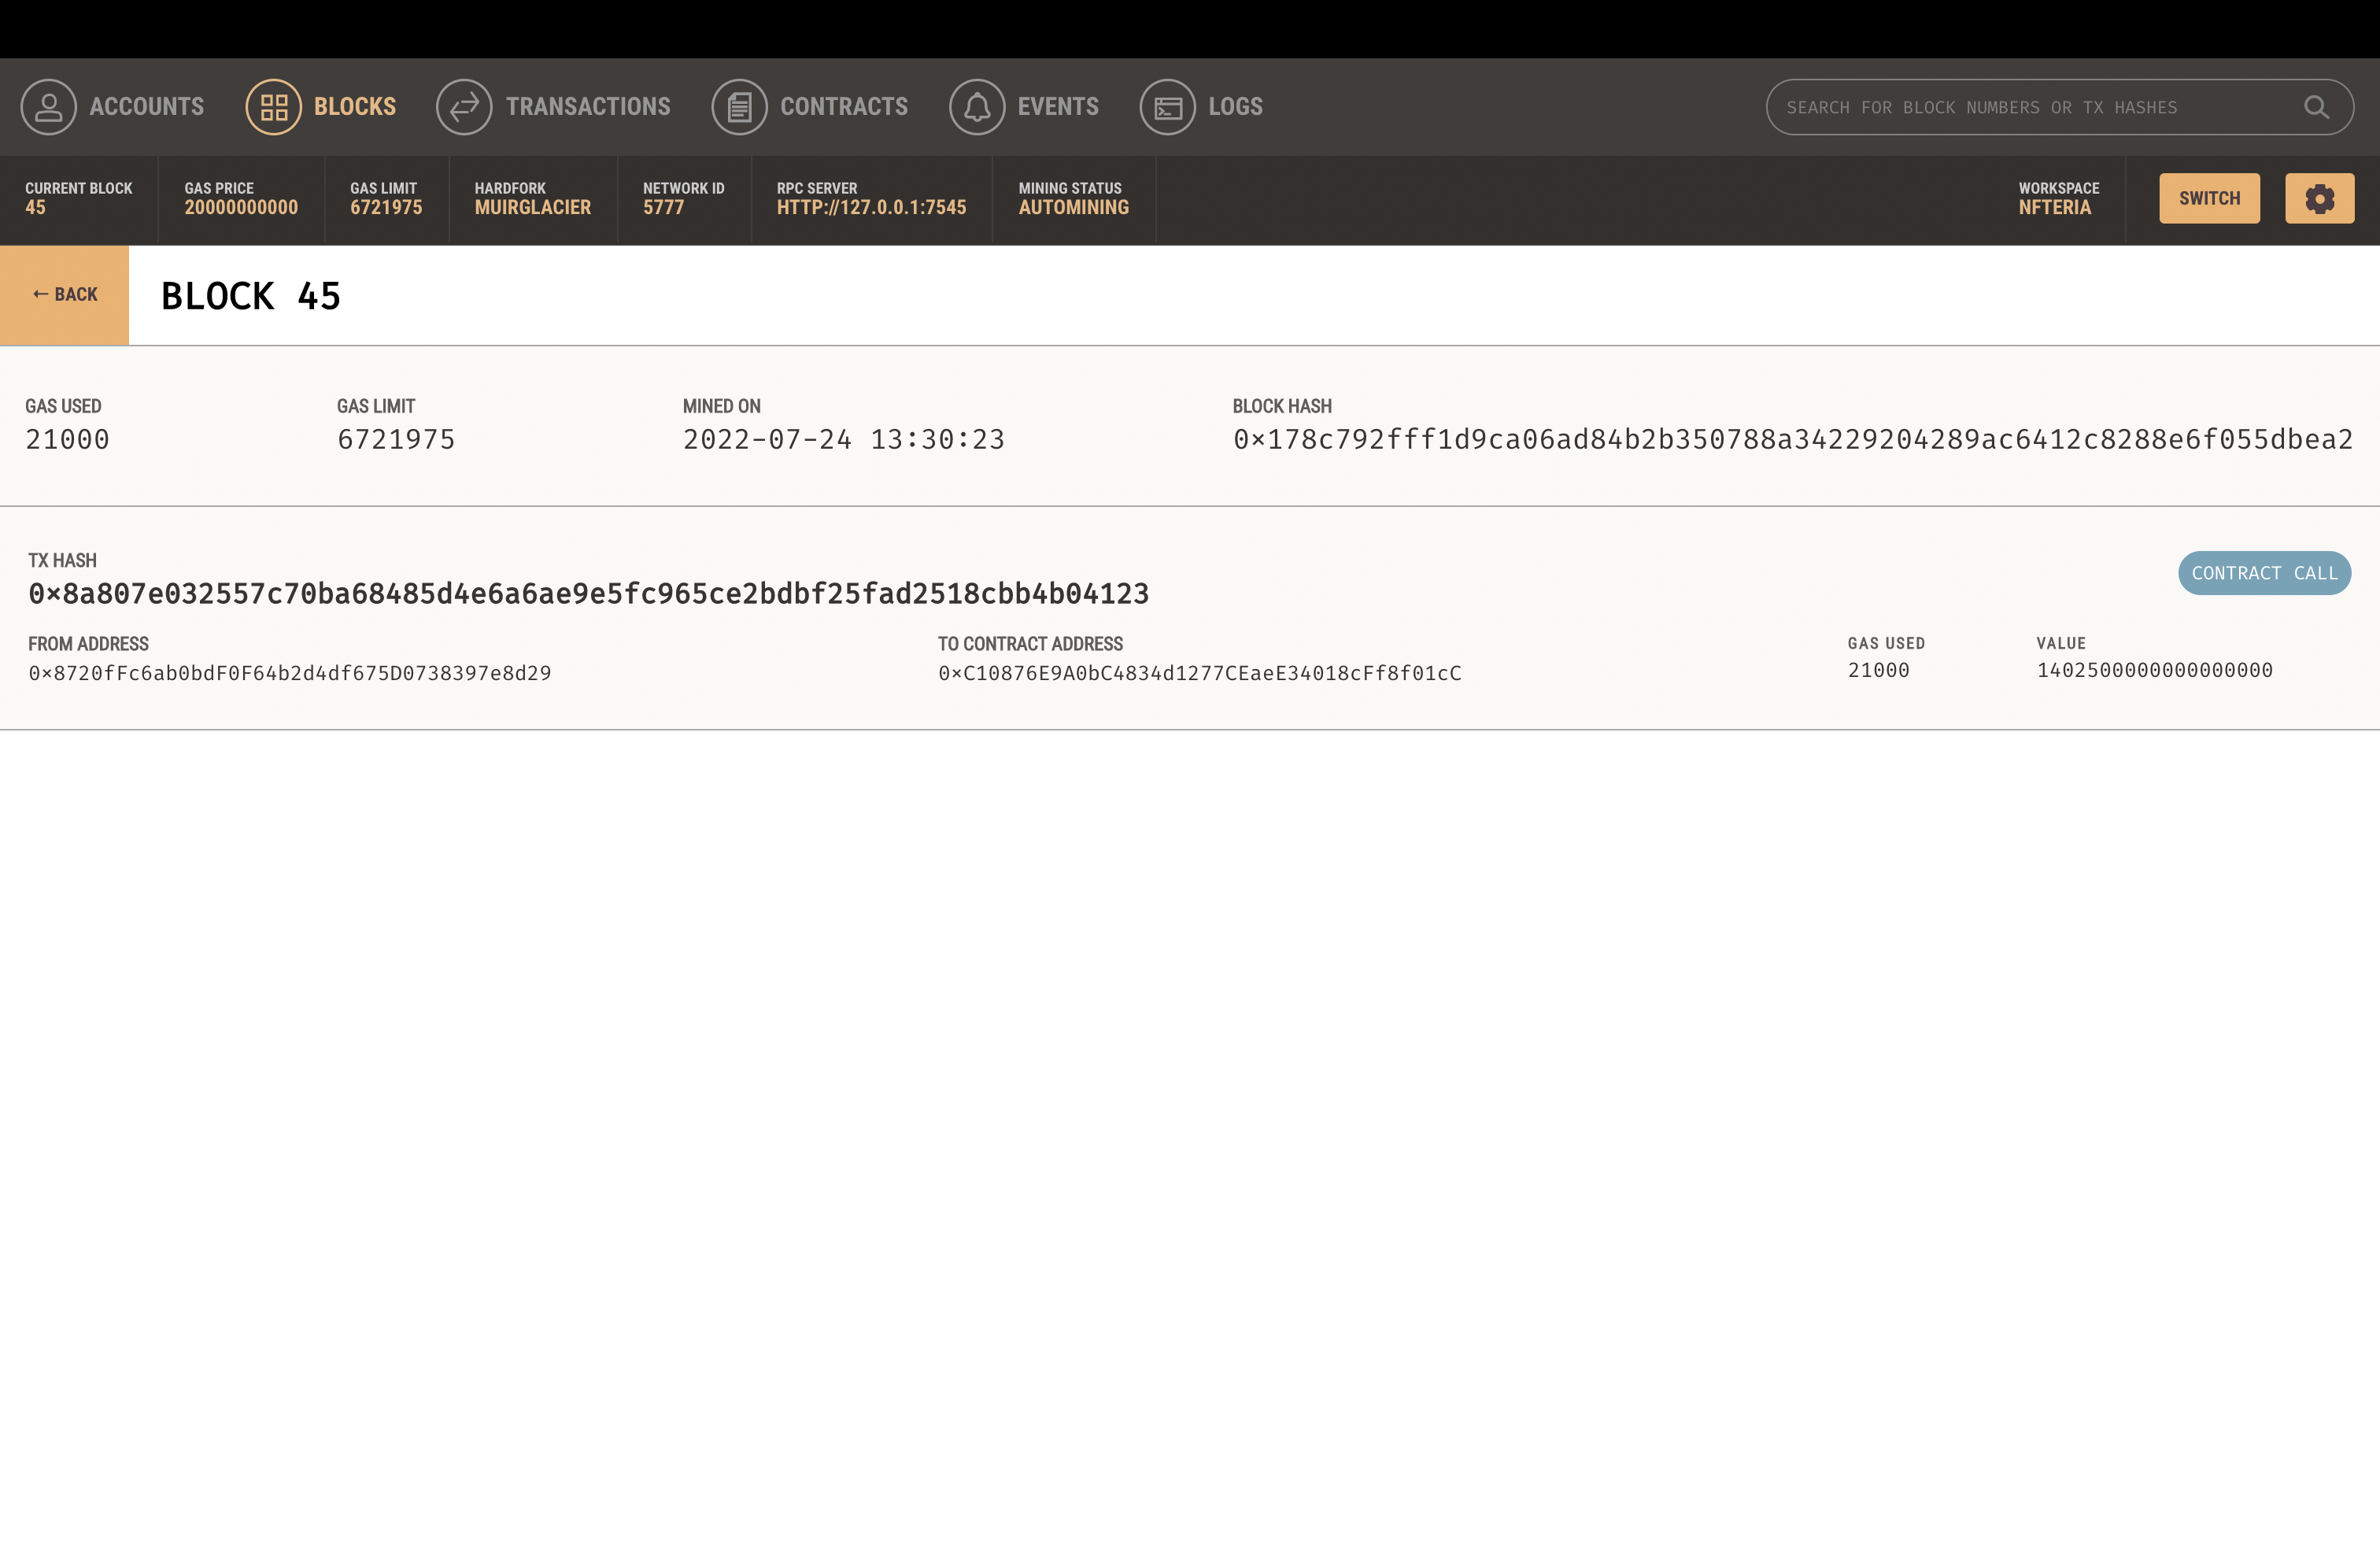 ACCOUNTS BLOCKS TRANSACTIONS CONTRACTS EVENTS LOGS SEARCH FOR BLOCK NUMBERS OR TX HASHES
CURRENT BLOCK GAS PRICE GAS LIMIT HARDFORK NETWORK ID RPC SERVER MINING STATUS WORKSPACE
45 20000000000 6721975 MUIRGLACIER 5777 HTTP://127.0.0.1:7545 AUTOMINING NFTERIA SWITCH
← BACK BLOCK 45
GAS USED GAS LIMIT MINED ON BLOCK HASH
21000 6721975 2022-07-24 13:30:23 0×178c792fff1d9ca06ad84b2b350788a34229204289ac6412c8288e6f055dbea2
TX HASH
0×8a807e032557c70ba68485d4e6a6ae9e5fc965ce2bdbf25fad2518cbb4b04123 CONTRACT CALL
FROM ADDRESS TO CONTRACT ADDRESS GAS USED VALUE
0×8720fFc6ab0bdF0F64b2d4df675D0738397e8d29 0×C10876E9A0bC4834d1277CEaeE34018cFf8f01cC 21000 1402500000000000000